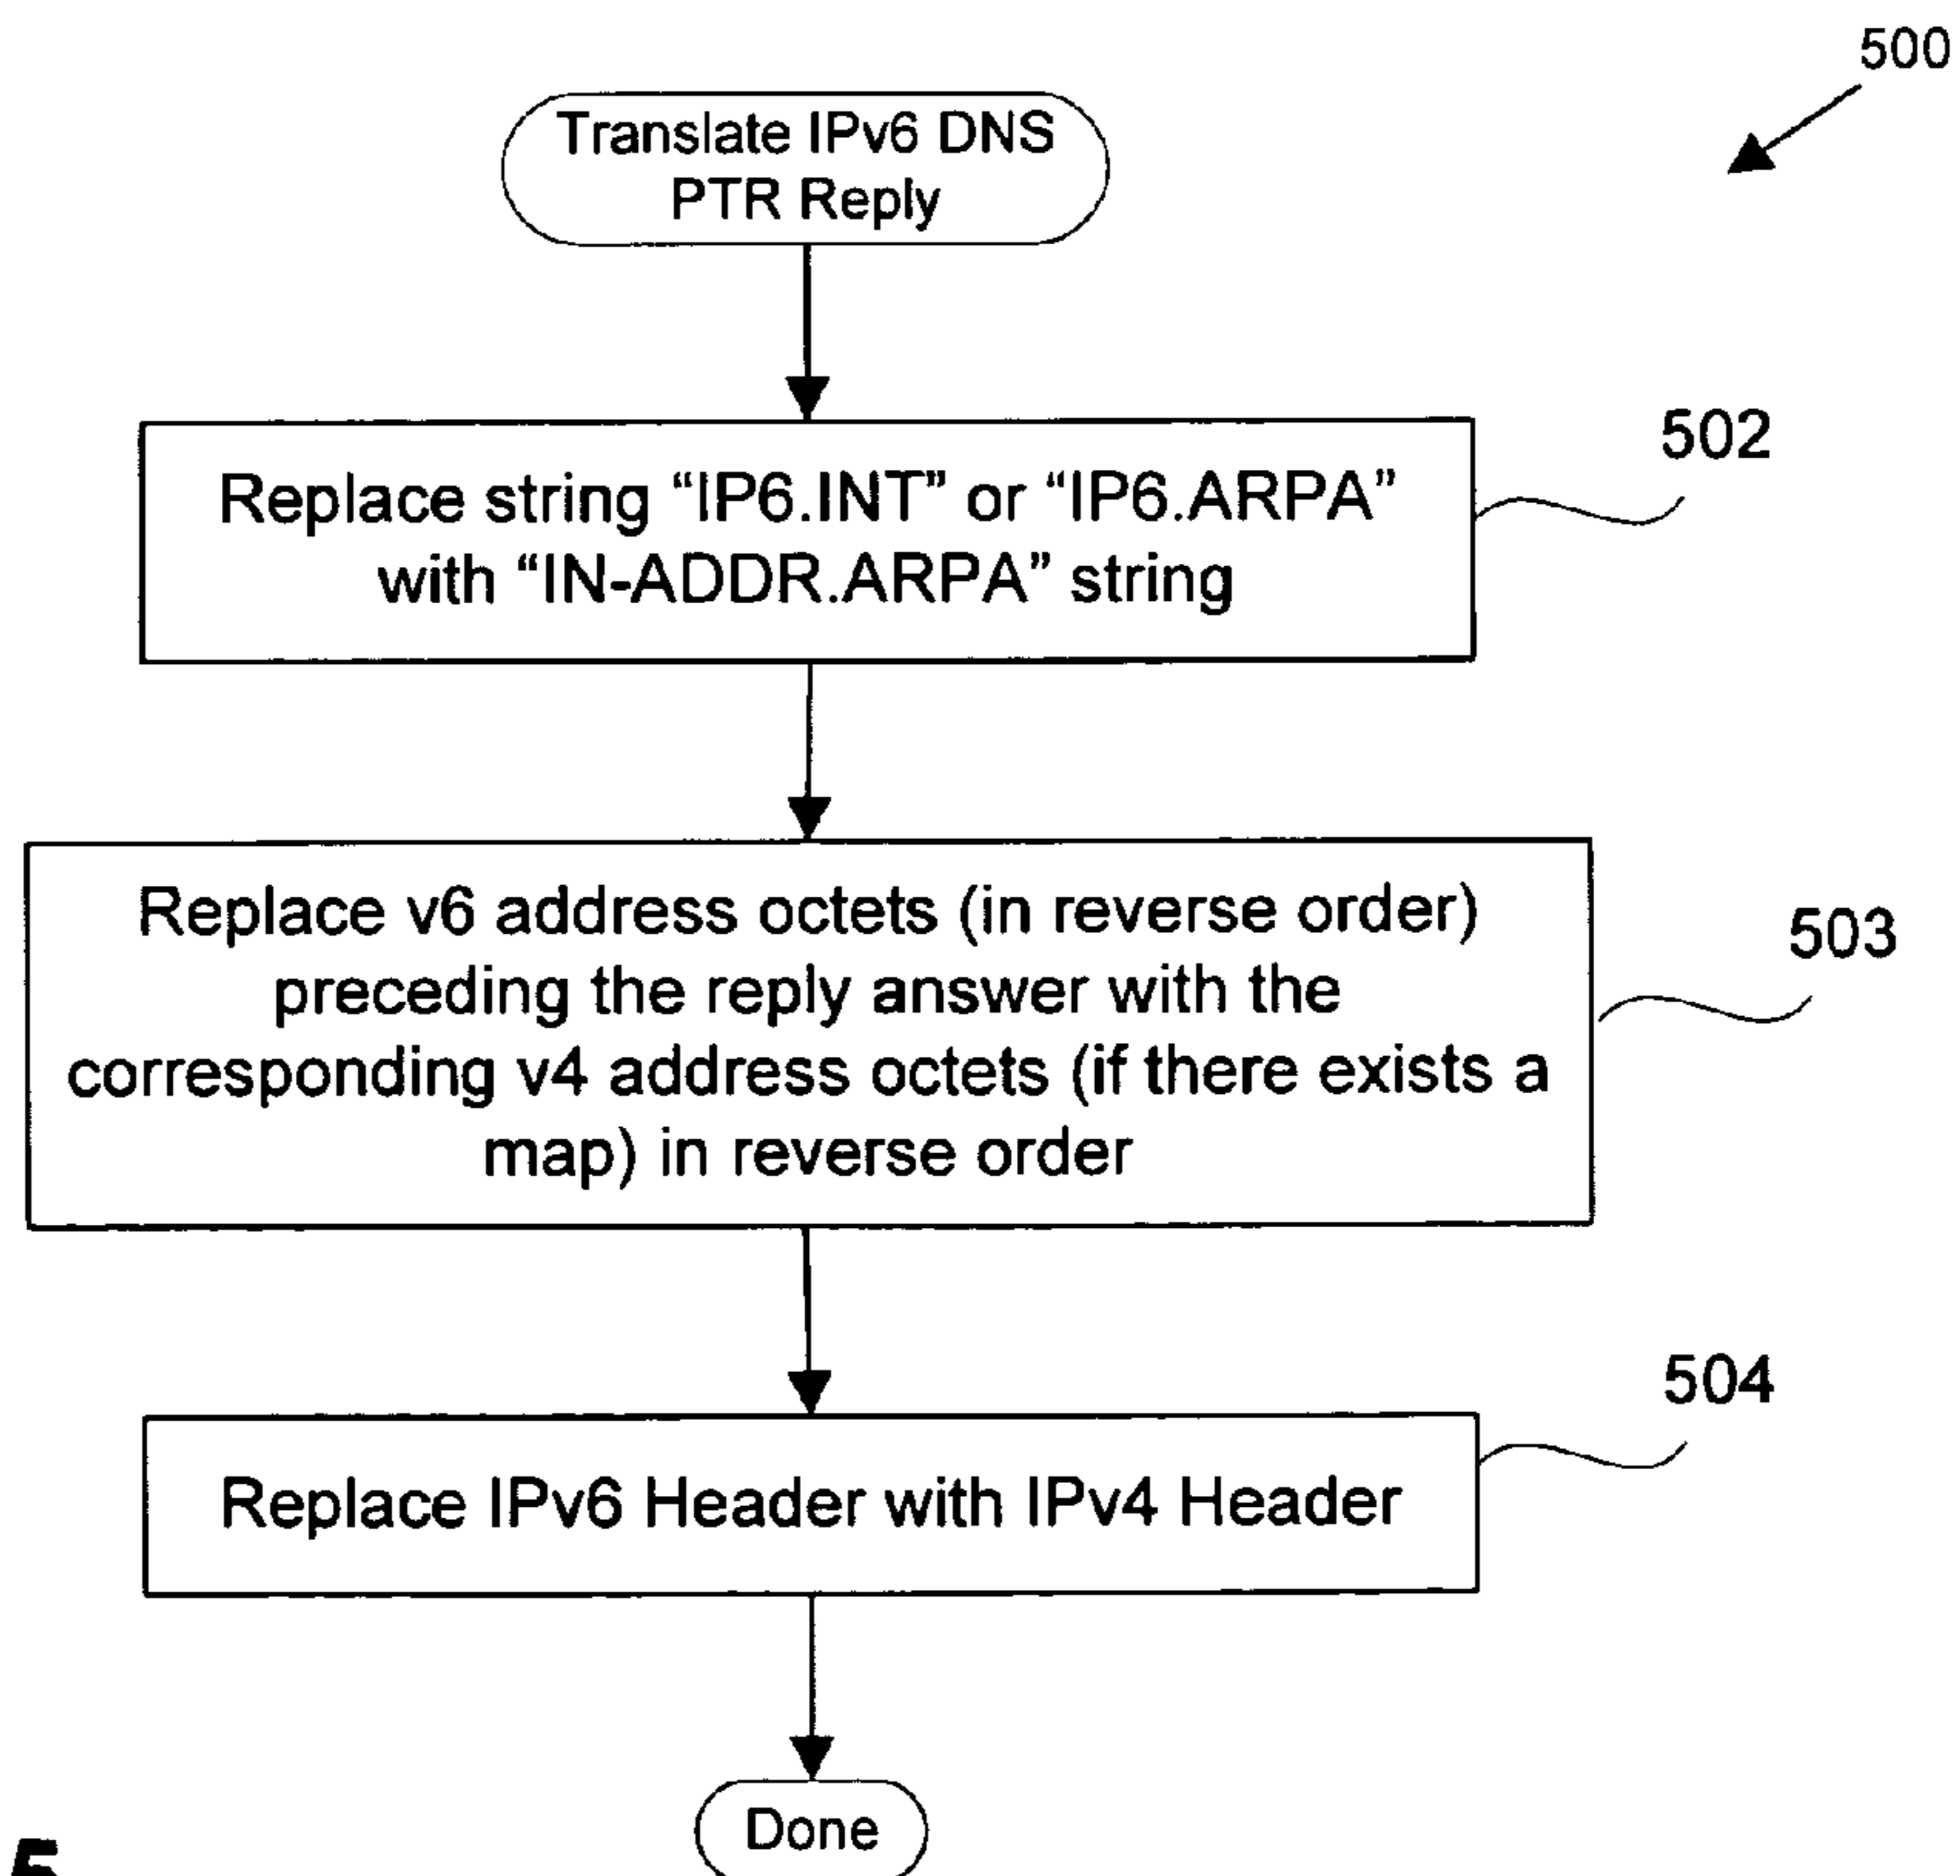 500
Translate IPv6 DNS
PTR Reply
502
Replace string “IP6.INT” or “IP6.ARPA”
with “IN-ADDR.ARPA” string
Replace v6 address octets (in reverse order)
preceding the reply answer with the
corresponding v4 address octets (if there exists a
map) in reverse order
503
504
Replace IPv6 Header with IPv4 Header
Done